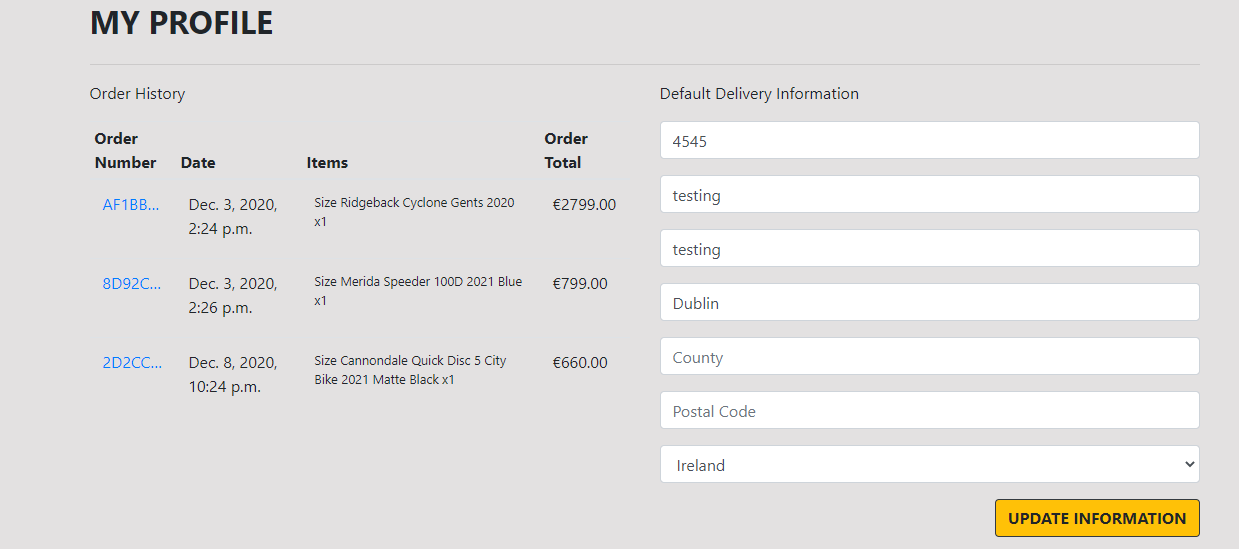 MY PROFILE
Order History
Order
Number Date Items Order
Total
AF1BB... Dec. 3, 2020,
2:24 p.m. Size Ridgeback Cyclone Gents 2020
x1 €2799.00
8D92C... Dec. 3, 2020,
2:26 p.m. Size Merida Speeder 100D 2021 Blue
x1 €799.00
2D2CC... Dec. 8, 2020,
10:24 p.m. Size Cannondale Quick Disc 5 City
Bike 2021 Matte Black x1 €660.00
Default Delivery Information
4545
testing
testing
Dublin
County
Postal Code
Ireland
UPDATE INFORMATION